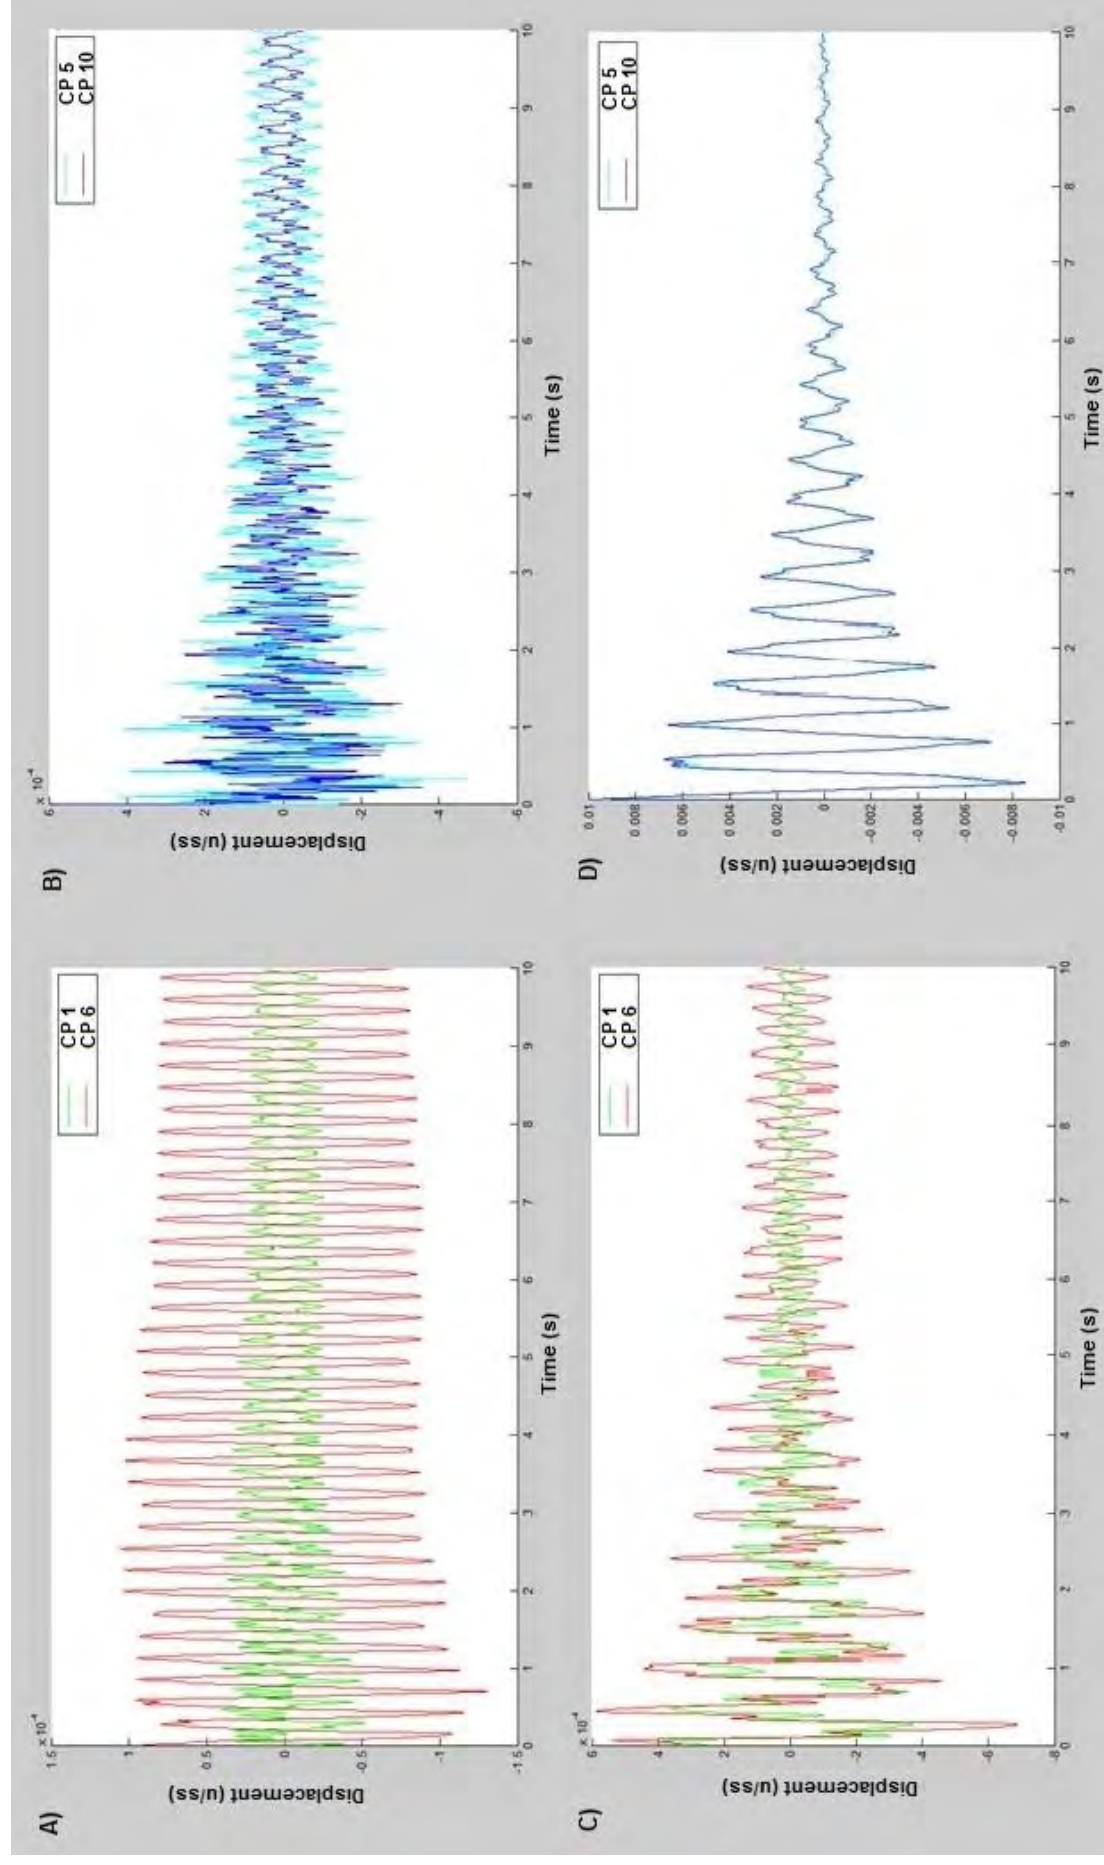 A)
× 10⁻⁴
CP 1
CP 6
1.5
1
0.5
0
-0.5
-1
-1.5
Displacement (u/ss)
0 1 2 3 4 5 6 7 8 9 10
Time (s)
B)
× 10⁻⁴
CP 5
CP 10
6
4
2
0
-2
-4
-6
Displacement (u/ss)
0 1 2 3 4 5 6 7 8 9 10
Time (s)
C)
× 10⁻⁴
CP 1
CP 6
6
4
2
0
-2
-4
-6
-8
Displacement (u/ss)
0 1 2 3 4 5 6 7 8 9 10
Time (s)
D)
CP 5
CP 10
0.01
0.008
0.006
0.004
0.002
0
-0.002
-0.004
-0.006
-0.008
-0.01
Displacement (u/ss)
0 1 2 3 4 5 6 7 8 9 10
Time (s)